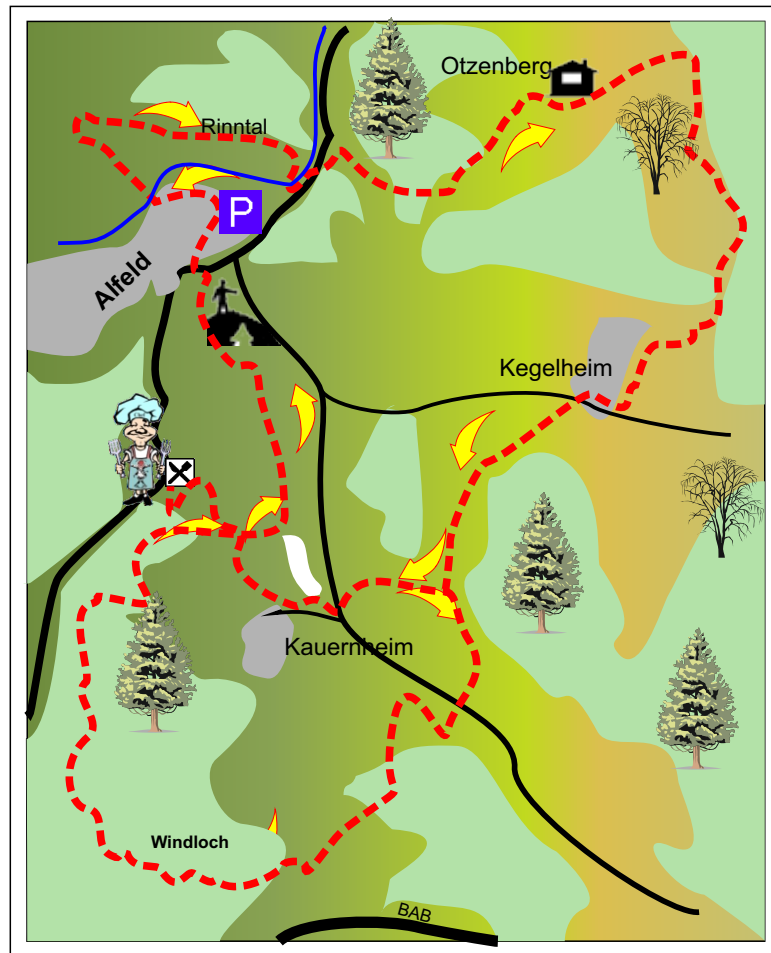 Otzenberg
Rinntal
P
Alfeld
Kegelheim
Kauernheim
Windloch
BAB